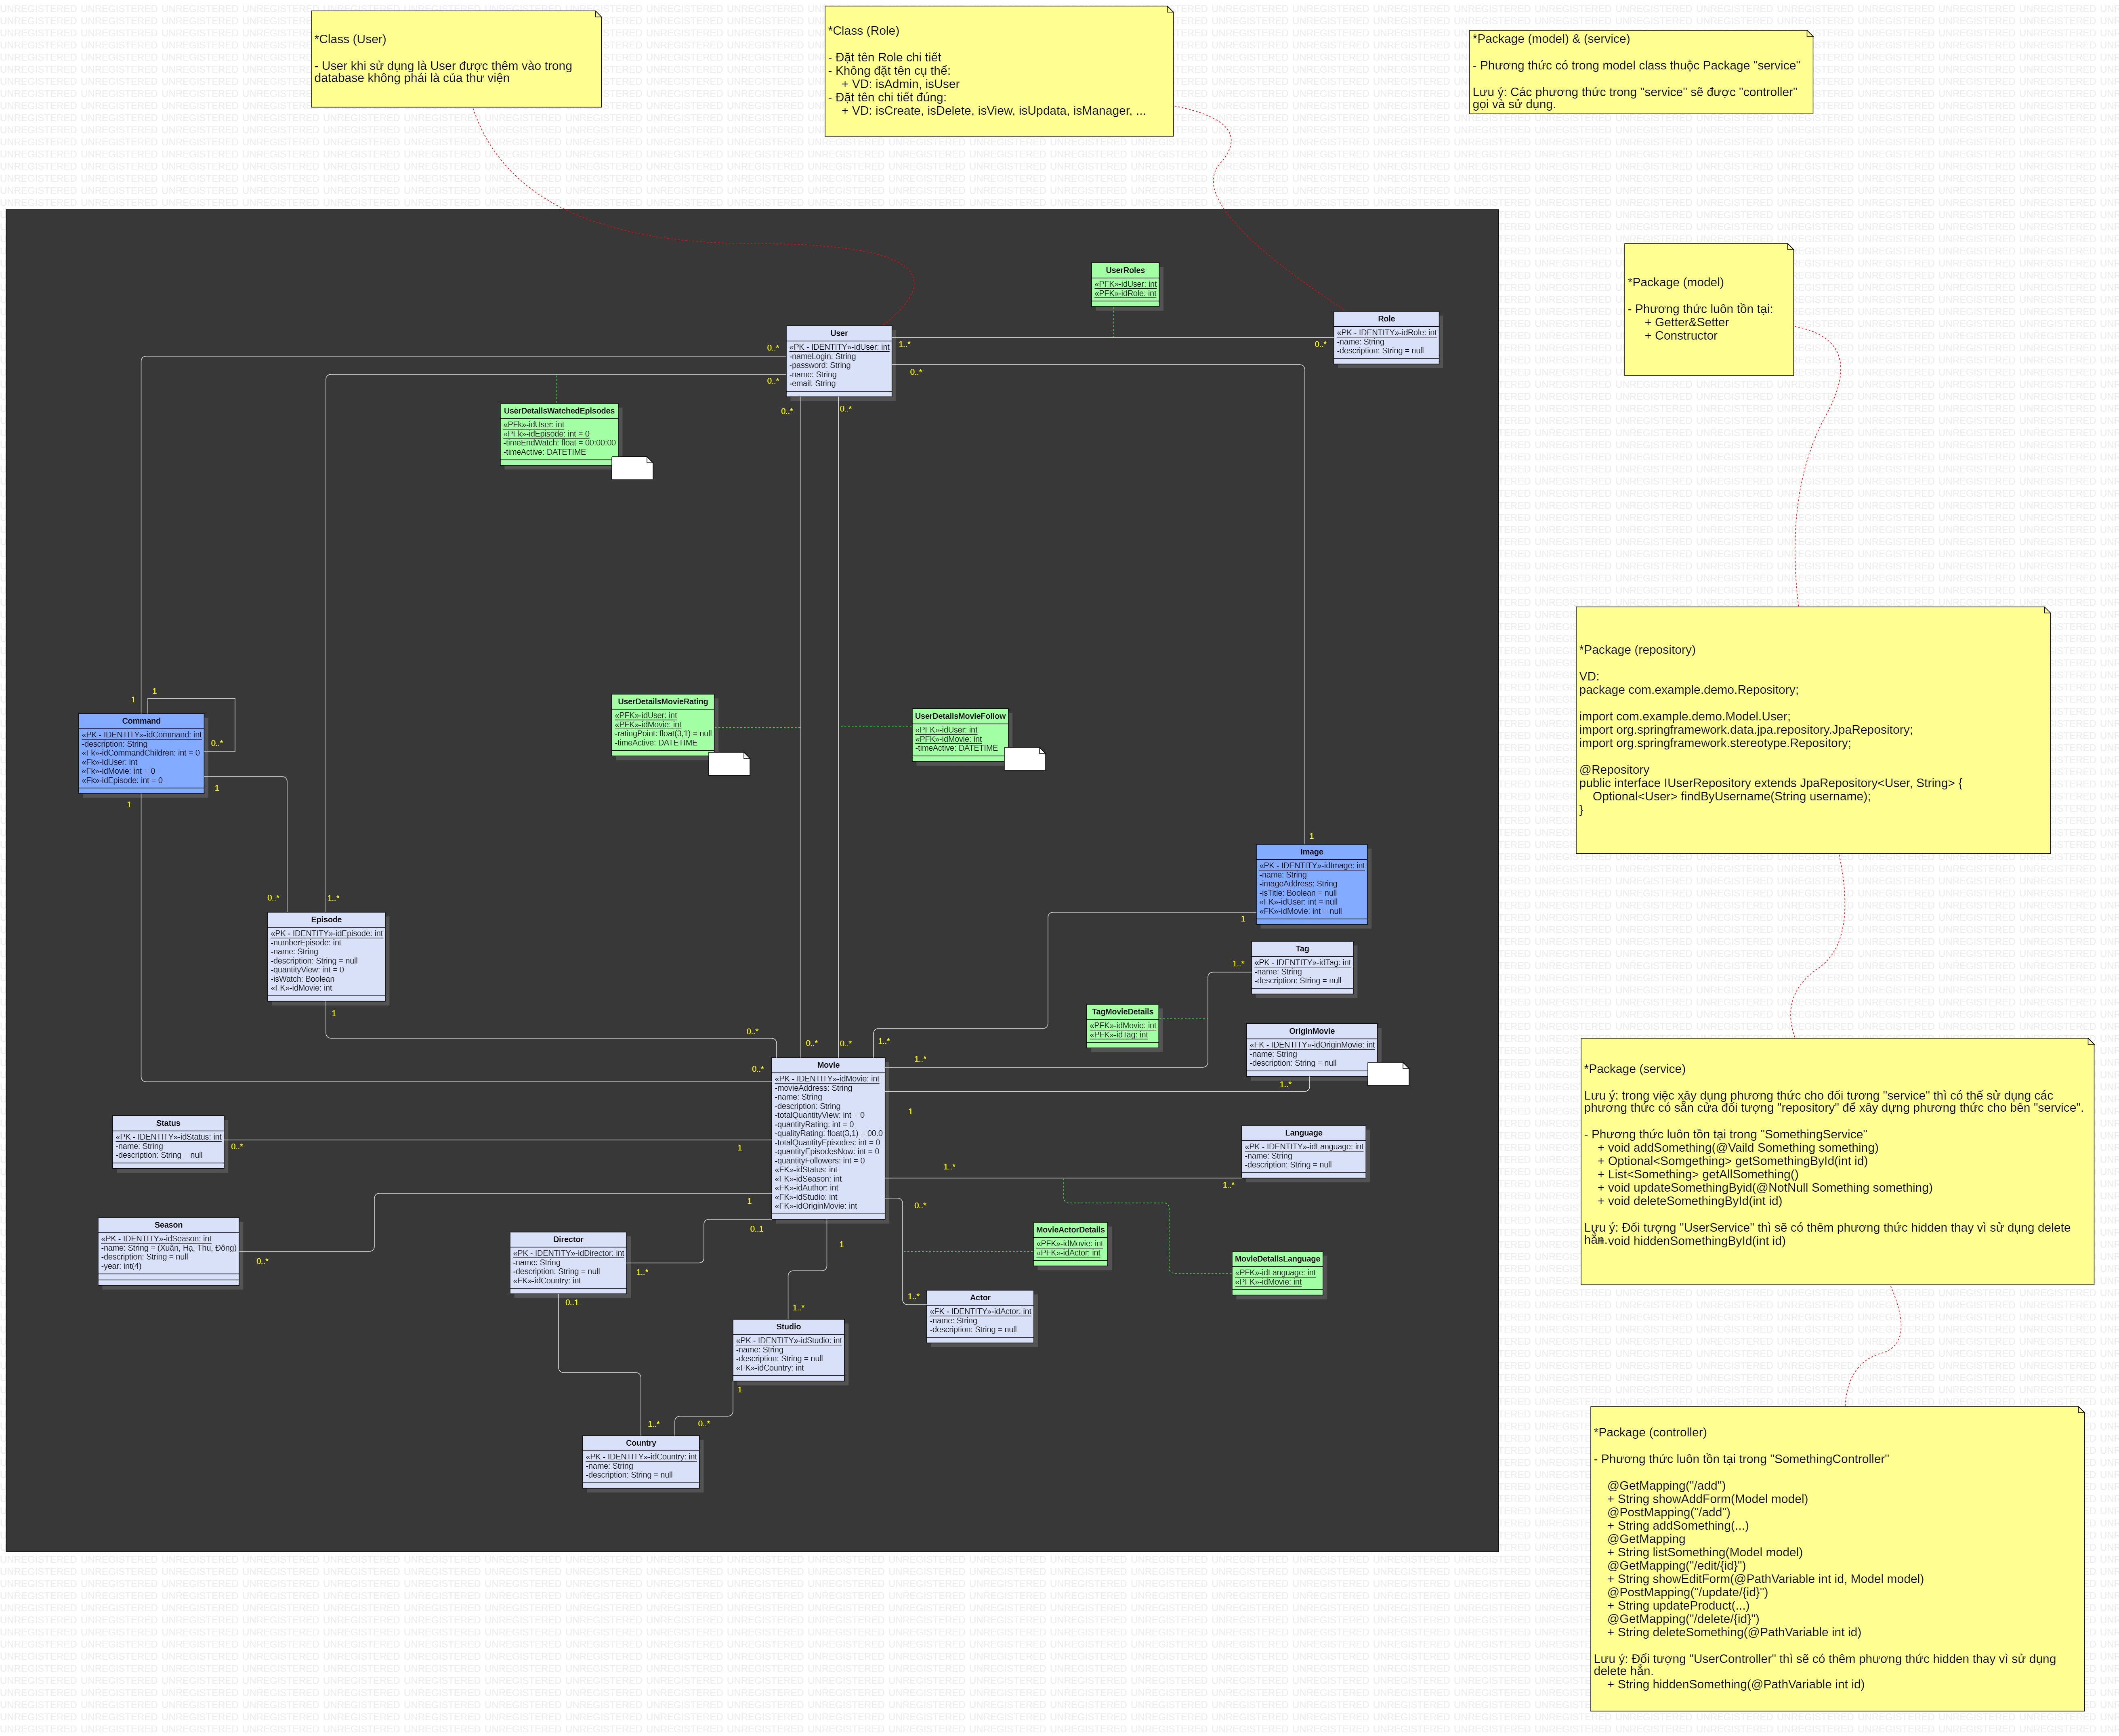 *Class (User)
- User khi sử dụng là User được thêm vào trong
database không phải là của thư viện
*Class (Role)
- Đặt tên Role chi tiết
- Không đặt tên cụ thể:
+ VD: isAdmin, isUser
- Đặt tên chi tiết đúng:
+ VD: isCreate, isDelete, isView, isUpdata, isManager, ...
*Package (model) & (service)
- Phương thức có trong model class thuộc Package "service"
Lưu ý: Các phương thức trong "service" sẽ được "controller"
gọi và sử dụng.
*Package (model)
- Phương thức luôn tồn tại:
+ Getter&Setter
+ Constructor
UserRoles
«PFK»-idUser: int
«PFK»-idRole: int
Role
«PK - IDENTITY»-idRole: int
-name: String
-description: String = null
User
«PK - IDENTITY»-idUser: int
-nameLogin: String
-password: String
-name: String
-email: String
0..*
1..*
0..*
0..*
0..*
0..*
0..*
UserDetailsWatchedEpisodes
«PFk»-idUser: int
«PFk»-idEpisode: int = 0
-timeEndWatch: float = 00:00:00
-timeActive: DATETIME
*Package (repository)
VD:
package com.example.demo.Repository;
import com.example.demo.Model.User;
import org.springframework.data.jpa.repository.JpaRepository;
import org.springframework.stereotype.Repository;
@Repository
public interface IUserRepository extends JpaRepository<User, String> {
Optional<User> findByUsername(String username);
}
1
1
Command
«PK - IDENTITY»-idCommand: int
-description: String
«Fk»-idCommandChildren: int = 0
«Fk»-idUser: int
«Fk»-idMovie: int = 0
«Fk»-idEpisode: int = 0
0..*
1
1
UserDetailsMovieRating
«PFK»-idUser: int
«PFK»-idMovie: int
-ratingPoint: float(3,1) = null
-timeActive: DATETIME
UserDetailsMovieFollow
«PFK»-idUser: int
«PFK»-idMovie: int
-timeActive: DATETIME
1
Image
«PK - IDENTITY»-idImage: int
-name: String
-imageAddress: String
-isTitle: Boolean = null
«FK»-idUser: int = null
«FK»-idMovie: int = null
1
0..*
1..*
Episode
«PK - IDENTITY»-idEpisode: int
-numberEpisode: int
-name: String
-description: String = null
-quantityView: int = 0
-isWatch: Boolean
«FK»-idMovie: int
1
Tag
«PK - IDENTITY»-idTag: int
-name: String
-description: String = null
1..*
TagMovieDetails
«PFK»-idMovie: int
«PFK»-idTag: int
OriginMovie
«FK - IDENTITY»-idOriginMovie: int
-name: String
-description: String = null
1..*
0..*
0..*
0..*
1..*
1..*
0..*
Movie
«PK - IDENTITY»-idMovie: int
-movieAddress: String
-name: String
-description: String
-totalQuantityView: int = 0
-quantityRating: int = 0
-qualityRating: float(3,1) = 00.0
-totalQuantityEpisodes: int = 0
-quantityEpisodesNow: int = 0
-quantityFollowers: int = 0
«FK»-idStatus: int
«FK»-idSeason: int
«FK»-idAuthor: int
«FK»-idStudio: int
«FK»-idOriginMovie: int
1
1
1..*
1
0..*
0..1
1
Status
«PK - IDENTITY»-idStatus: int
-name: String
-description: String = null
0..*
Language
«PK - IDENTITY»-idLanguage: int
-name: String
-description: String = null
1..*
Season
«PK - IDENTITY»-idSeason: int
-name: String = (Xuân, Hạ, Thu, Đông)
-description: String = null
-year: int(4)
0..*
Director
«PK - IDENTITY»-idDirector: int
-name: String
-description: String = null
«FK»-idCountry: int
1..*
0..1
MovieActorDetails
«PFK»-idMovie: int
«PFK»-idActor: int
MovieDetailsLanguage
«PFK»-idLanguage: int
«PFK»-idMovie: int
Actor
«FK - IDENTITY»-idActor: int
-name: String
-description: String = null
1..*
1..*
Studio
«PK - IDENTITY»-idStudio: int
-name: String
-description: String = null
«FK»-idCountry: int
1
1..*
0..*
Country
«PK - IDENTITY»-idCountry: int
-name: String
-description: String = null
*Package (service)
Lưu ý: trong việc xây dụng phương thức cho đối tương "service" thì có thể sử dụng các
phương thức có sẵn cửa đối tượng "repository" để xây dựng phương thức cho bên "service".
- Phương thức luôn tồn tại trong "SomethingService"
+ void addSomething(@Vaild Something something)
+ Optional<Somgething> getSomethingById(int id)
+ List<Something> getAllSomething()
+ void updateSomethingByid(@NotNull Something something)
+ void deleteSomethingById(int id)
Lưu ý: Đối tượng "UserService" thì sẽ có thêm phương thức hidden thay vì sử dụng delete
hẳn.
+ void hiddenSomethingById(int id)
*Package (controller)
- Phương thức luôn tồn tại trong "SomethingController"
@GetMapping("/add")
+ String showAddForm(Model model)
@PostMapping("/add")
+ String addSomething(...)
@GetMapping
+ String listSomething(Model model)
@GetMapping("/edit/{id}")
+ String showEditForm(@PathVariable int id, Model model)
@PostMapping("/update/{id}")
+ String updateProduct(...)
@GetMapping("/delete/{id}")
+ String deleteSomething(@PathVariable int id)
Lưu ý: Đối tượng "UserController" thì sẽ có thêm phương thức hidden thay vì sử dụng
delete hẳn.
+ String hiddenSomething(@PathVariable int id)
UNREGISTERED